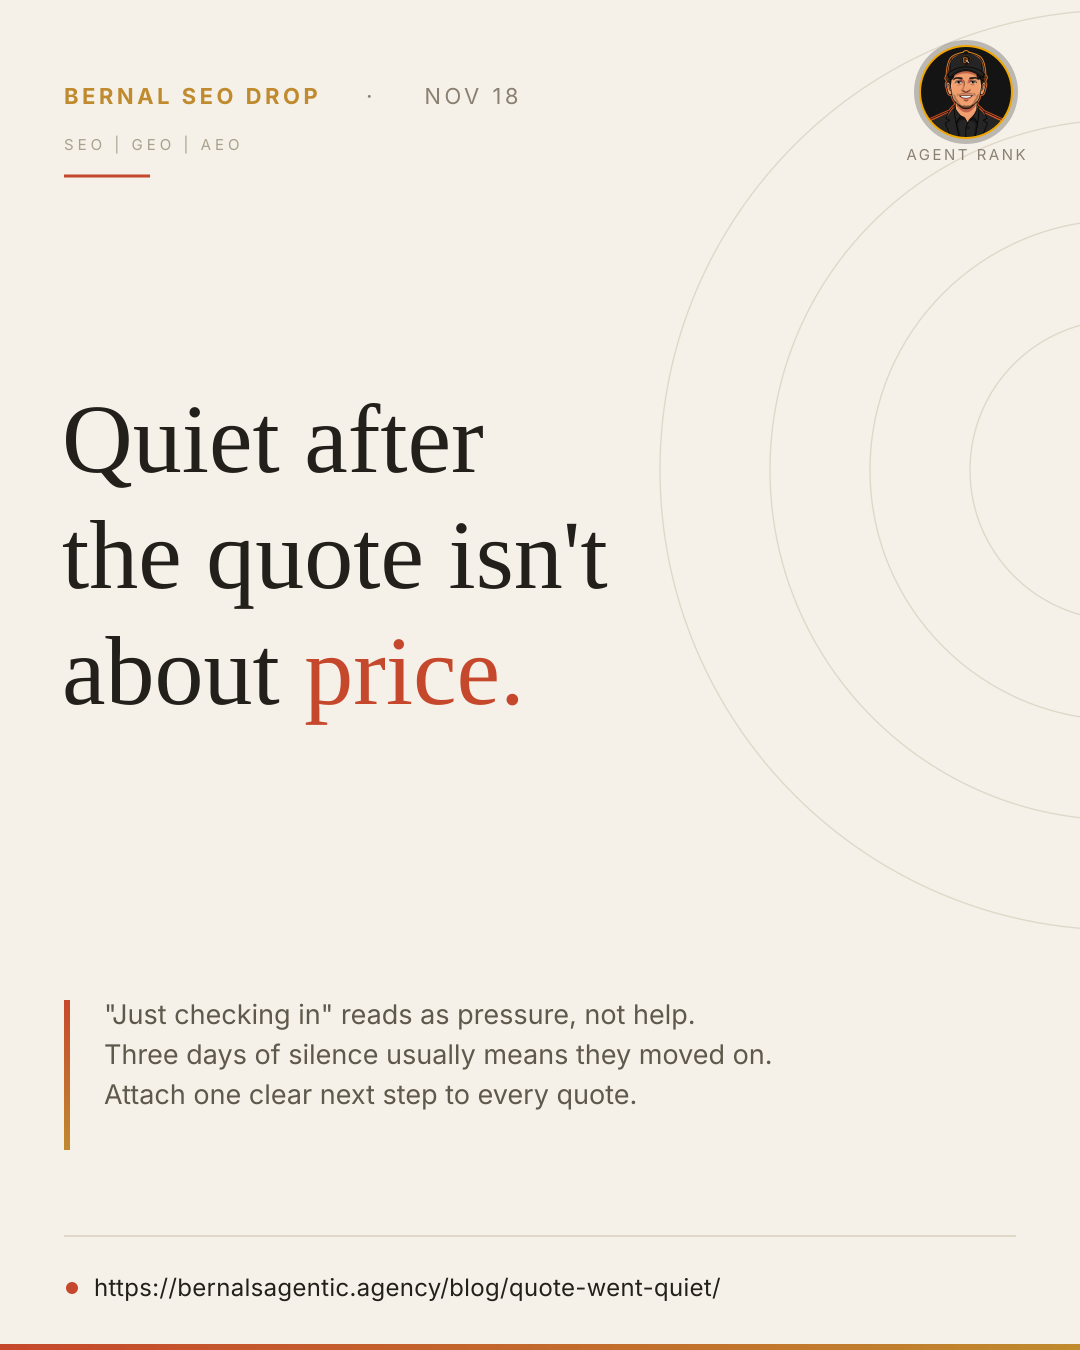 BERNAL SEO DROP · NOV 18
SEO | GEO | AEO
AGENT RANK
Quiet after
the quote isn't
about price.
"Just checking in" reads as pressure, not help.
Three days of silence usually means they moved on.
Attach one clear next step to every quote.
https://bernalsagentic.agency/blog/quote-went-quiet/